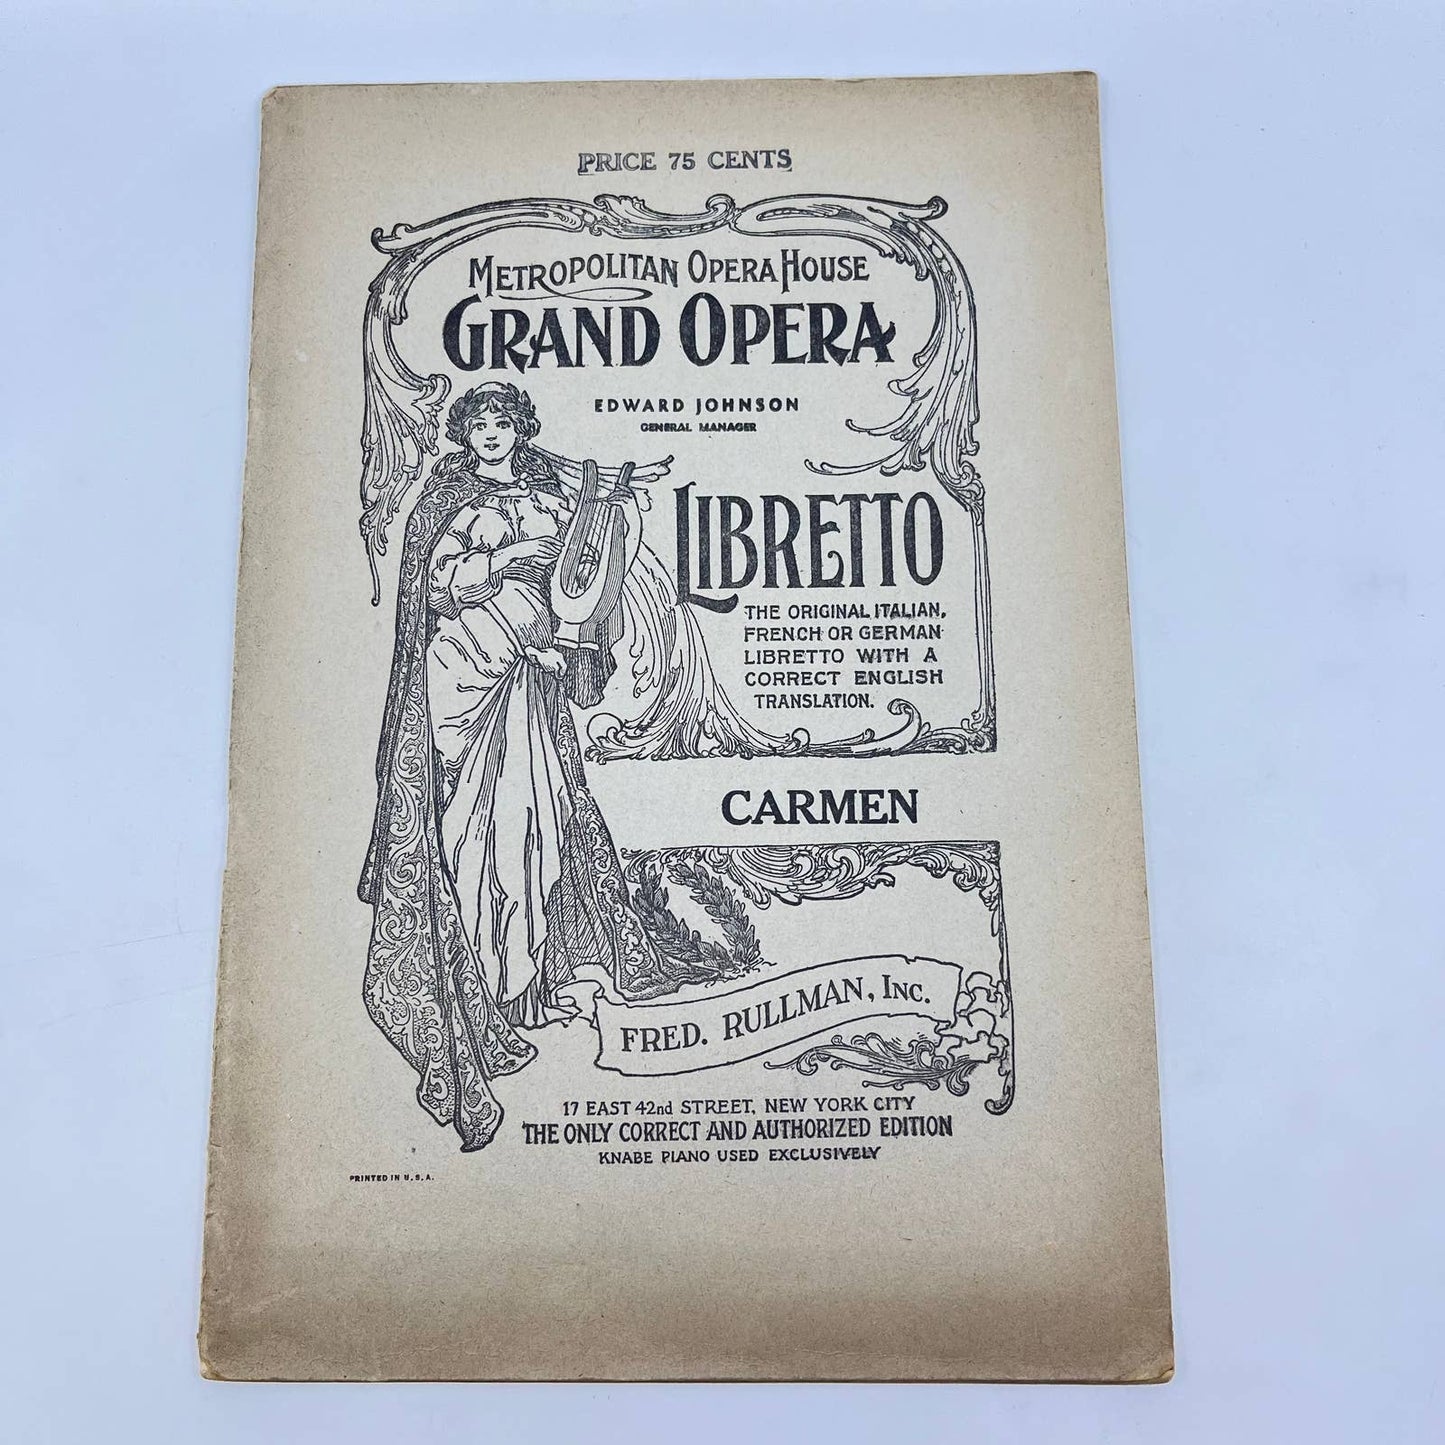 PRICE 75 CENTS
METROPOLITAN OPERA HOUSE
GRAND OPERA
EDWARD JOHNSON
GENERAL MANAGER
LIBRETTO
THE ORIGINAL ITALIAN,
FRENCH OR GERMAN
LIBRETTO WITH A
CORRECT ENGLISH
TRANSLATION.
CARMEN
FRED. RULLMAN, INC.
17 EAST 42nd STREET, NEW YORK CITY
THE ONLY CORRECT AND AUTHORIZED EDITION
KNABE PIANO USED EXCLUSIVELY
PRINTED IN U.S.A.